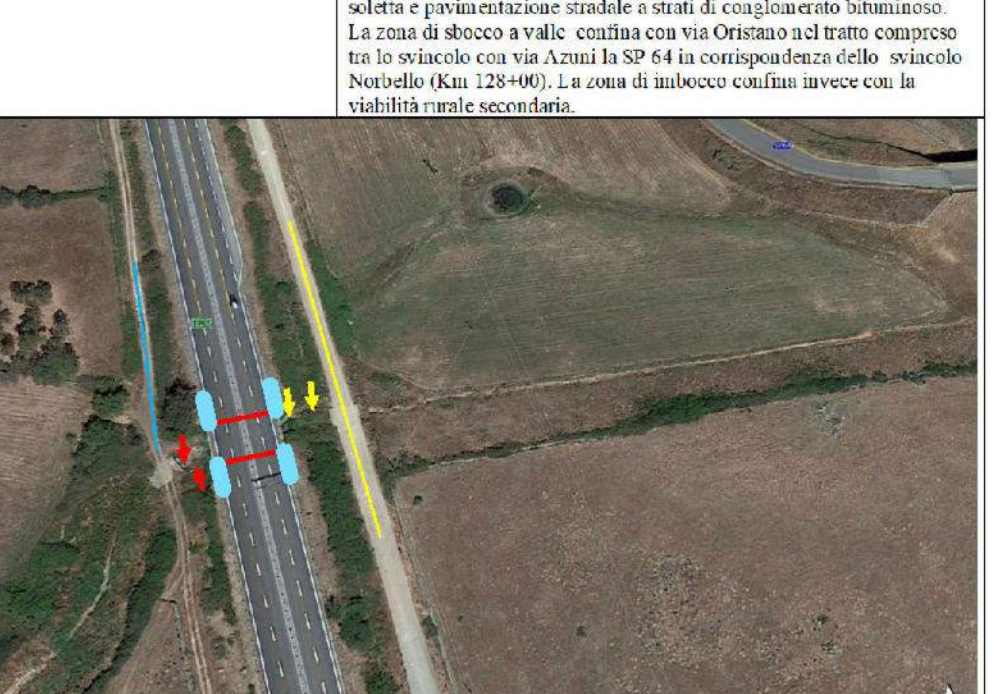 soletta e pavimentazione stradale a strati di conglomerato bituminoso.
La zona di sbocco a valle confina con via Oristano nel tratto compreso
tra lo svincolo con via Azuni la SP 64 in corrispondenza dello svincolo
Norbello (Km 128+00). La zona di imbocco confina invece con la
viabilità rurale secondaria.